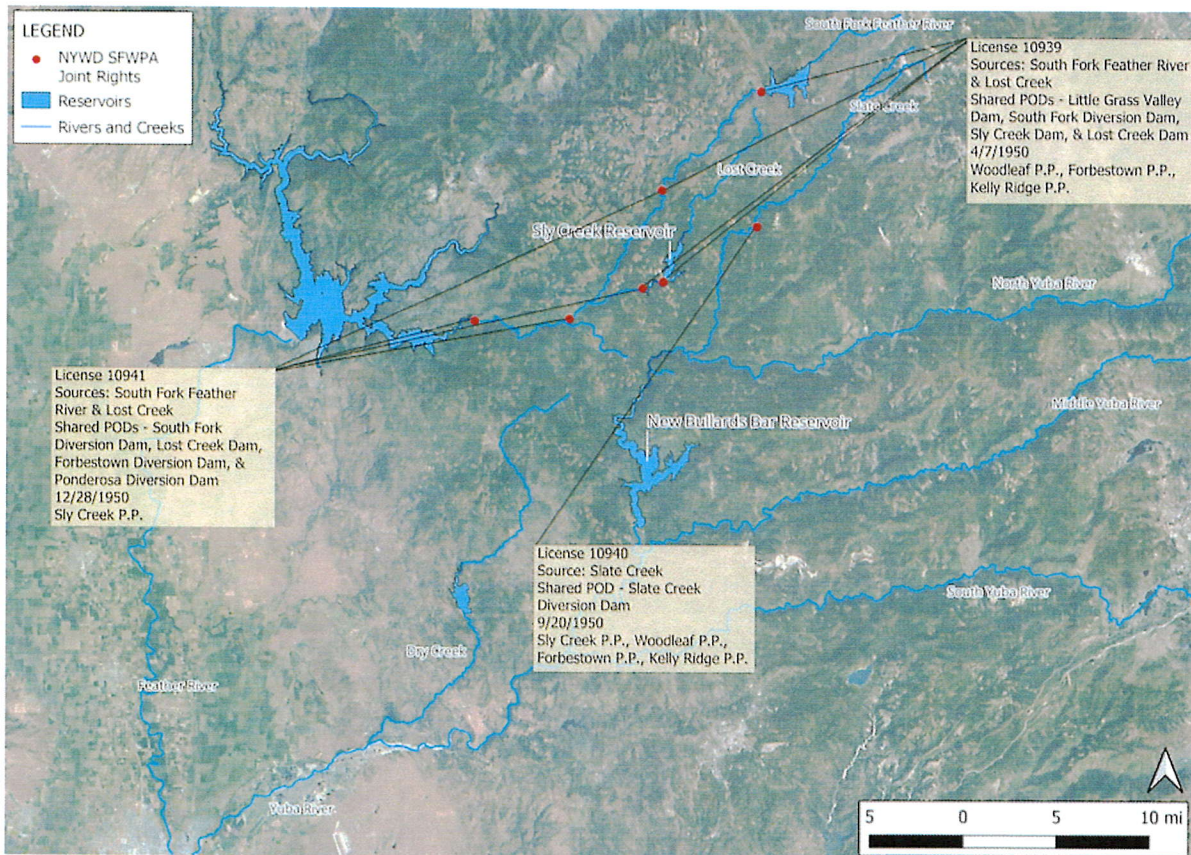 LEGEND
NYWD SFWPA
Joint Rights
Reservoirs
Rivers and Creeks
South Fork Feather River
License 10939
Sources: South Fork Feather River
& Lost Creek
Shared PODs - Little Grass Valley
Dam, South Fork Diversion Dam,
Sly Creek Dam, & Lost Creek Dam
4/7/1950
Woodleaf P.P., Forbestown P.P.,
Kelly Ridge P.P.
Slate Creek
Lost Creek
Sly Creek Reservoir
North Yuba River
License 10941
Sources: South Fork Feather
River & Lost Creek
Shared PODs - South Fork
Diversion Dam, Lost Creek Dam,
Forbestown Diversion Dam, &
Ponderosa Diversion Dam
12/28/1950
Sly Creek P.P.
Middle Yuba River
New Bullards Bar Reservoir
License 10940
Source: Slate Creek
Shared POD - Slate Creek
Diversion Dam
9/20/1950
Sly Creek P.P., Woodleaf P.P.,
Forbestown P.P., Kelly Ridge P.P.
South Yuba River
Dry Creek
Feather River
Yuba River
5 0 5 10 mi